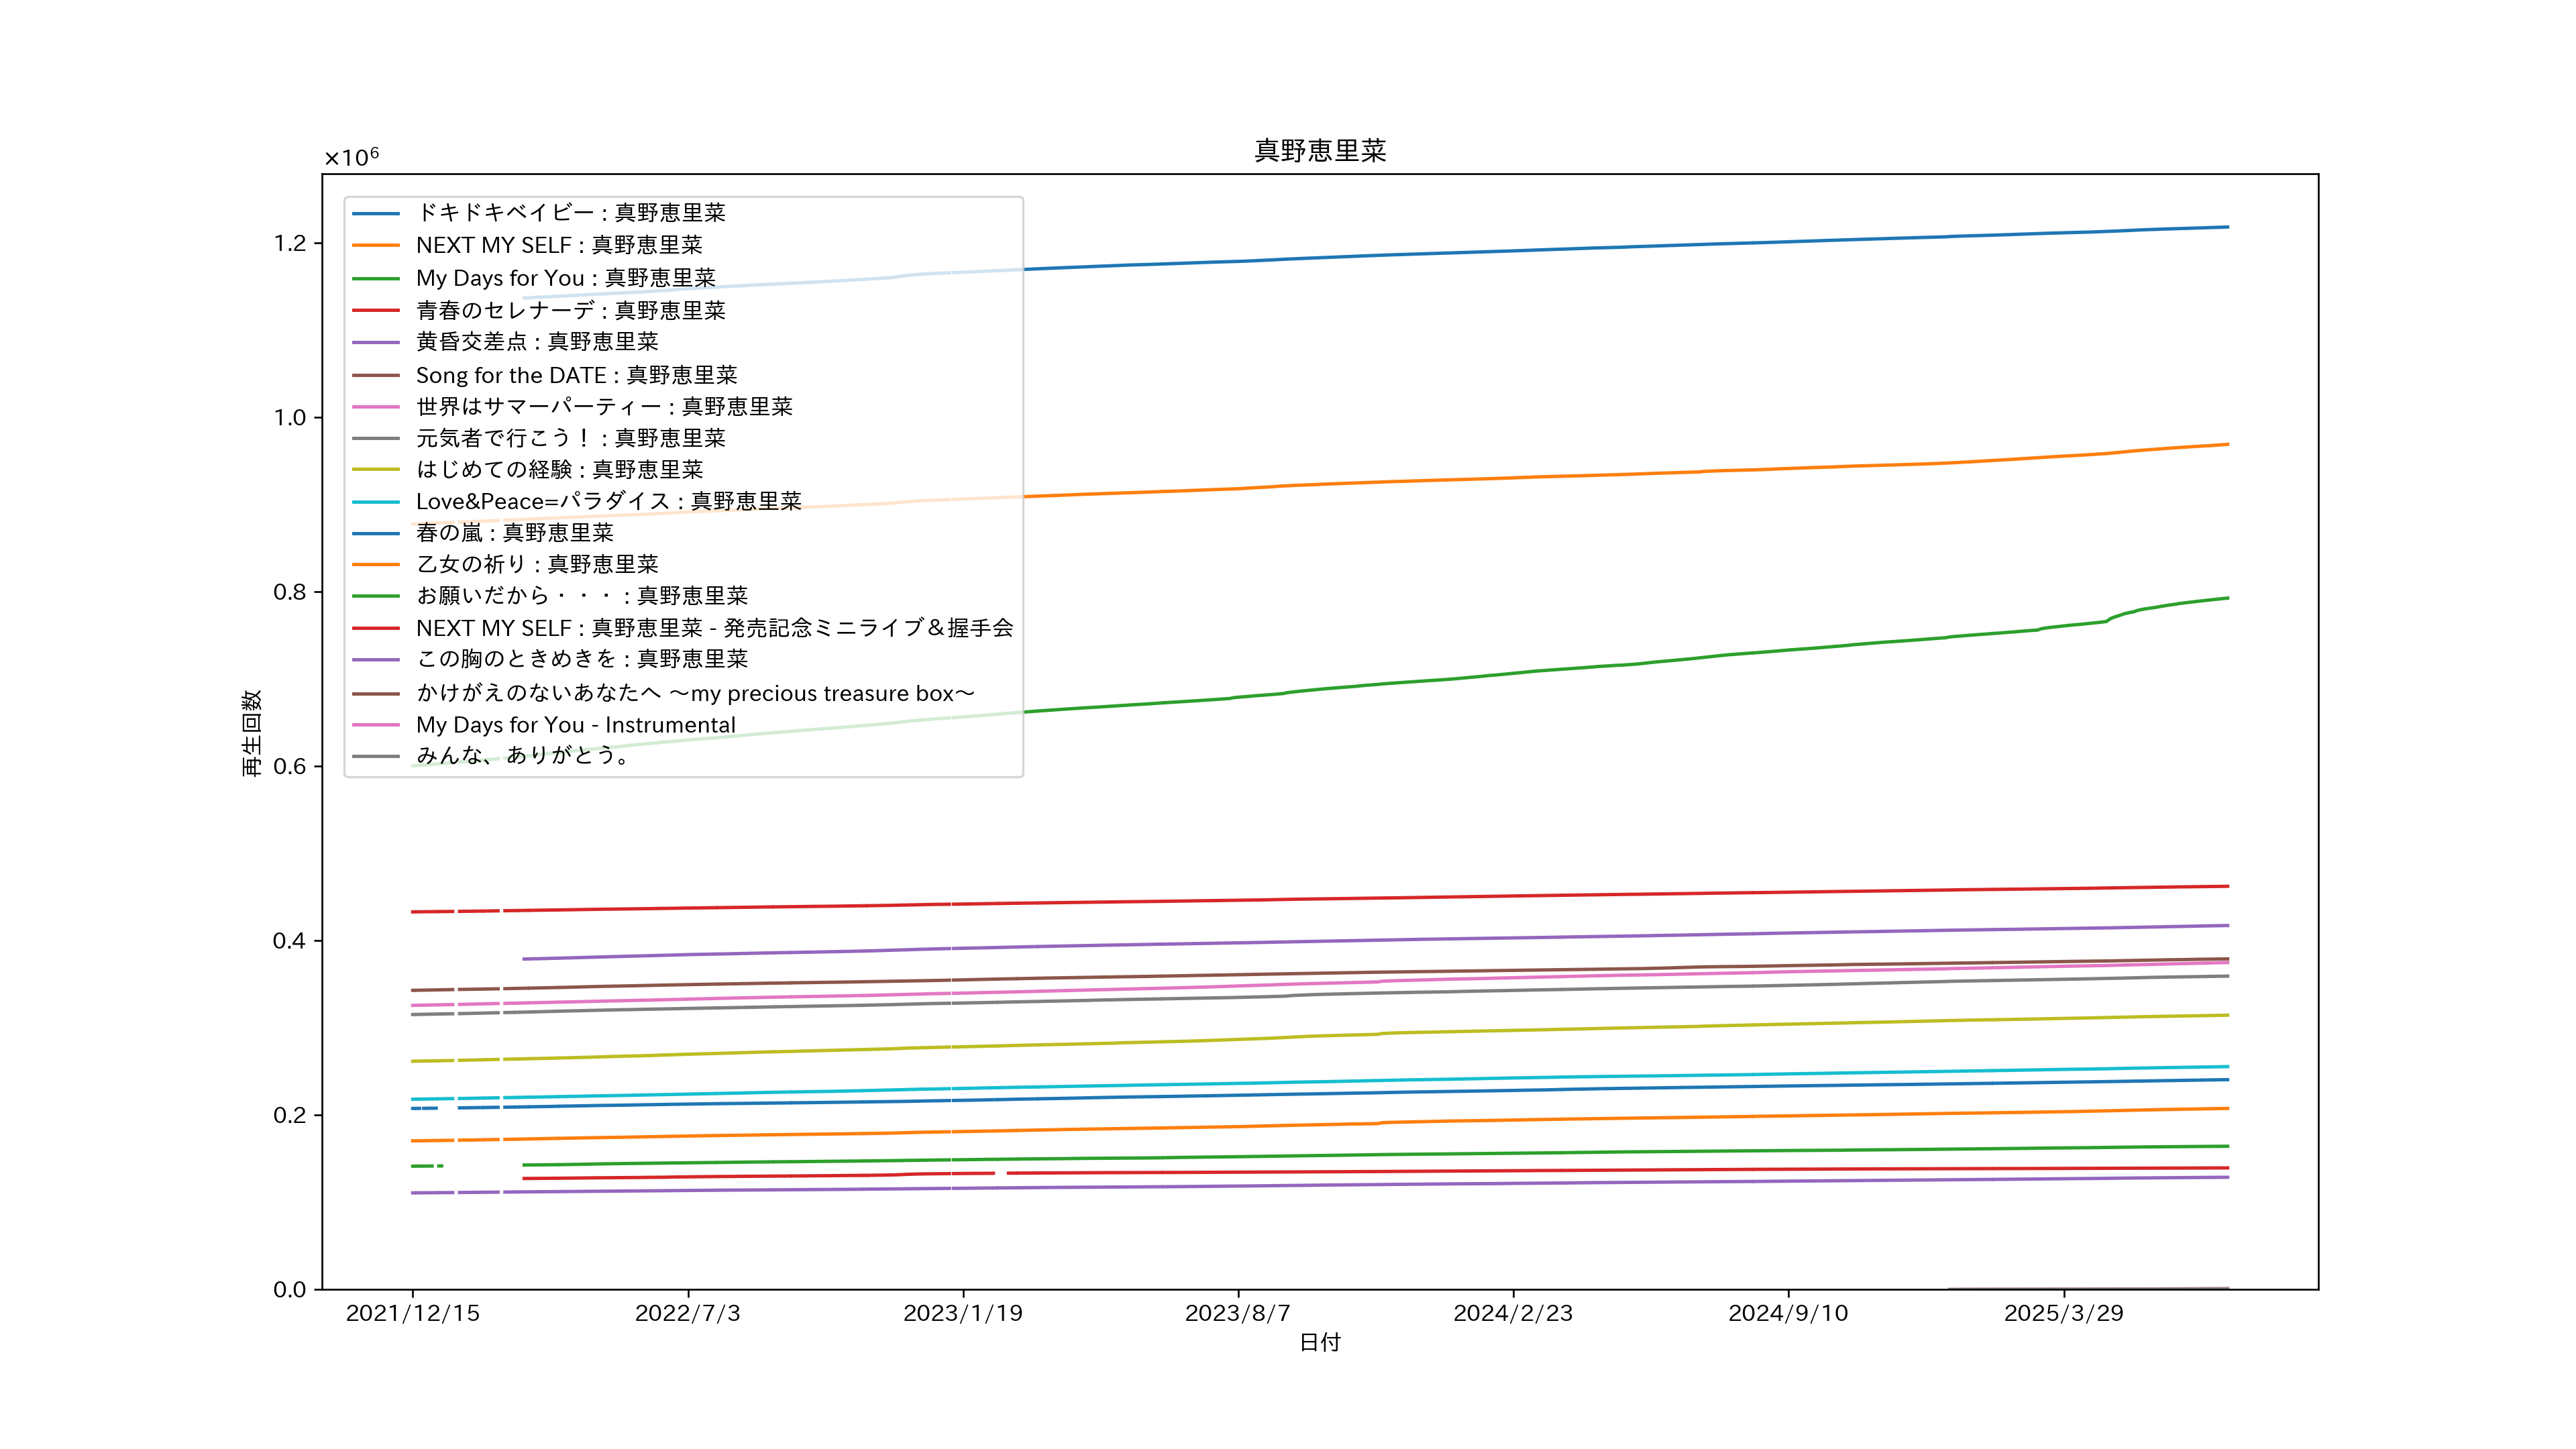 真野恵里菜
×10⁶
1.2
1.0
0.8
0.6
0.4
0.2
0.0
再生回数
ドキドキベイビー : 真野恵里菜
NEXT MY SELF : 真野恵里菜
My Days for You : 真野恵里菜
青春のセレナーデ : 真野恵里菜
黄昏交差点 : 真野恵里菜
Song for the DATE : 真野恵里菜
世界はサマーパーティー : 真野恵里菜
元気者で行こう！ : 真野恵里菜
はじめての経験 : 真野恵里菜
Love&Peace=パラダイス : 真野恵里菜
春の嵐 : 真野恵里菜
乙女の祈り : 真野恵里菜
お願いだから・・・ : 真野恵里菜
NEXT MY SELF : 真野恵里菜 - 発売記念ミニライブ＆握手会
この胸のときめきを : 真野恵里菜
かけがえのないあなたへ ～my precious treasure box～
My Days for You - Instrumental
みんな、ありがとう。
2021/12/15
2022/7/3
2023/1/19
2023/8/7
2024/2/23
2024/9/10
2025/3/29
日付